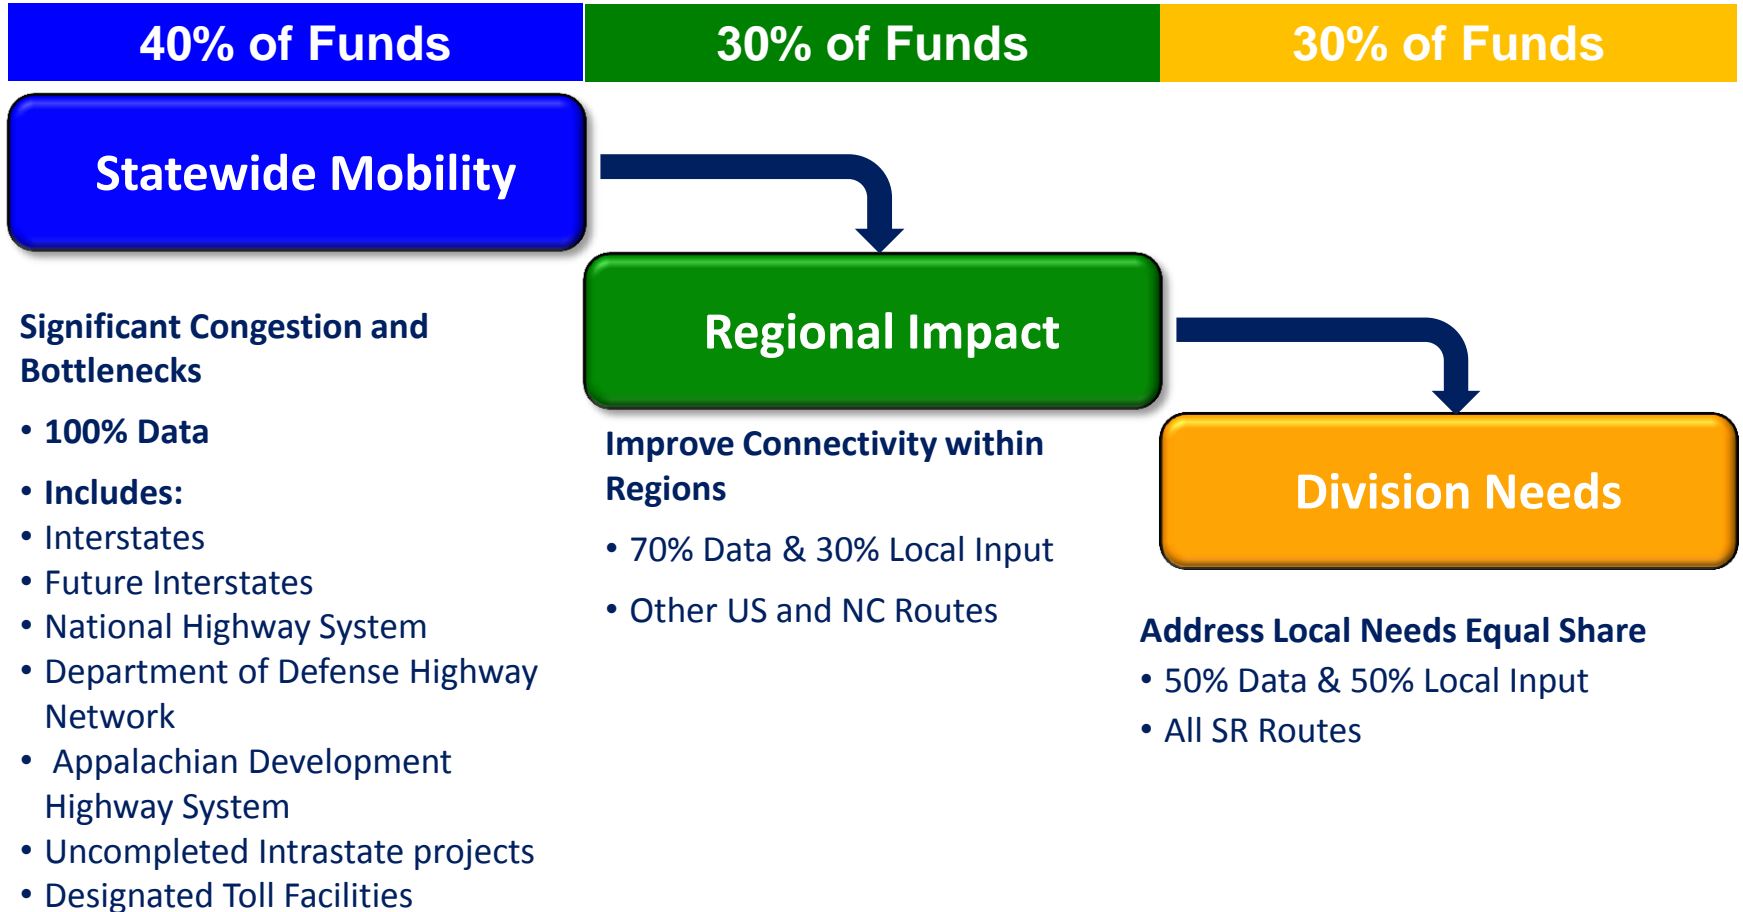 40% of Funds
30% of Funds
30% of Funds
Statewide Mobility
Significant Congestion and
Bottlenecks
• 100% Data
• Includes:
• Interstates
• Future Interstates
• National Highway System
• Department of Defense Highway
Network
• Appalachian Development
Highway System
• Uncompleted Intrastate projects
• Designated Toll Facilities
Regional Impact
Improve Connectivity within
Regions
• 70% Data & 30% Local Input
• Other US and NC Routes
Division Needs
Address Local Needs Equal Share
• 50% Data & 50% Local Input
• All SR Routes